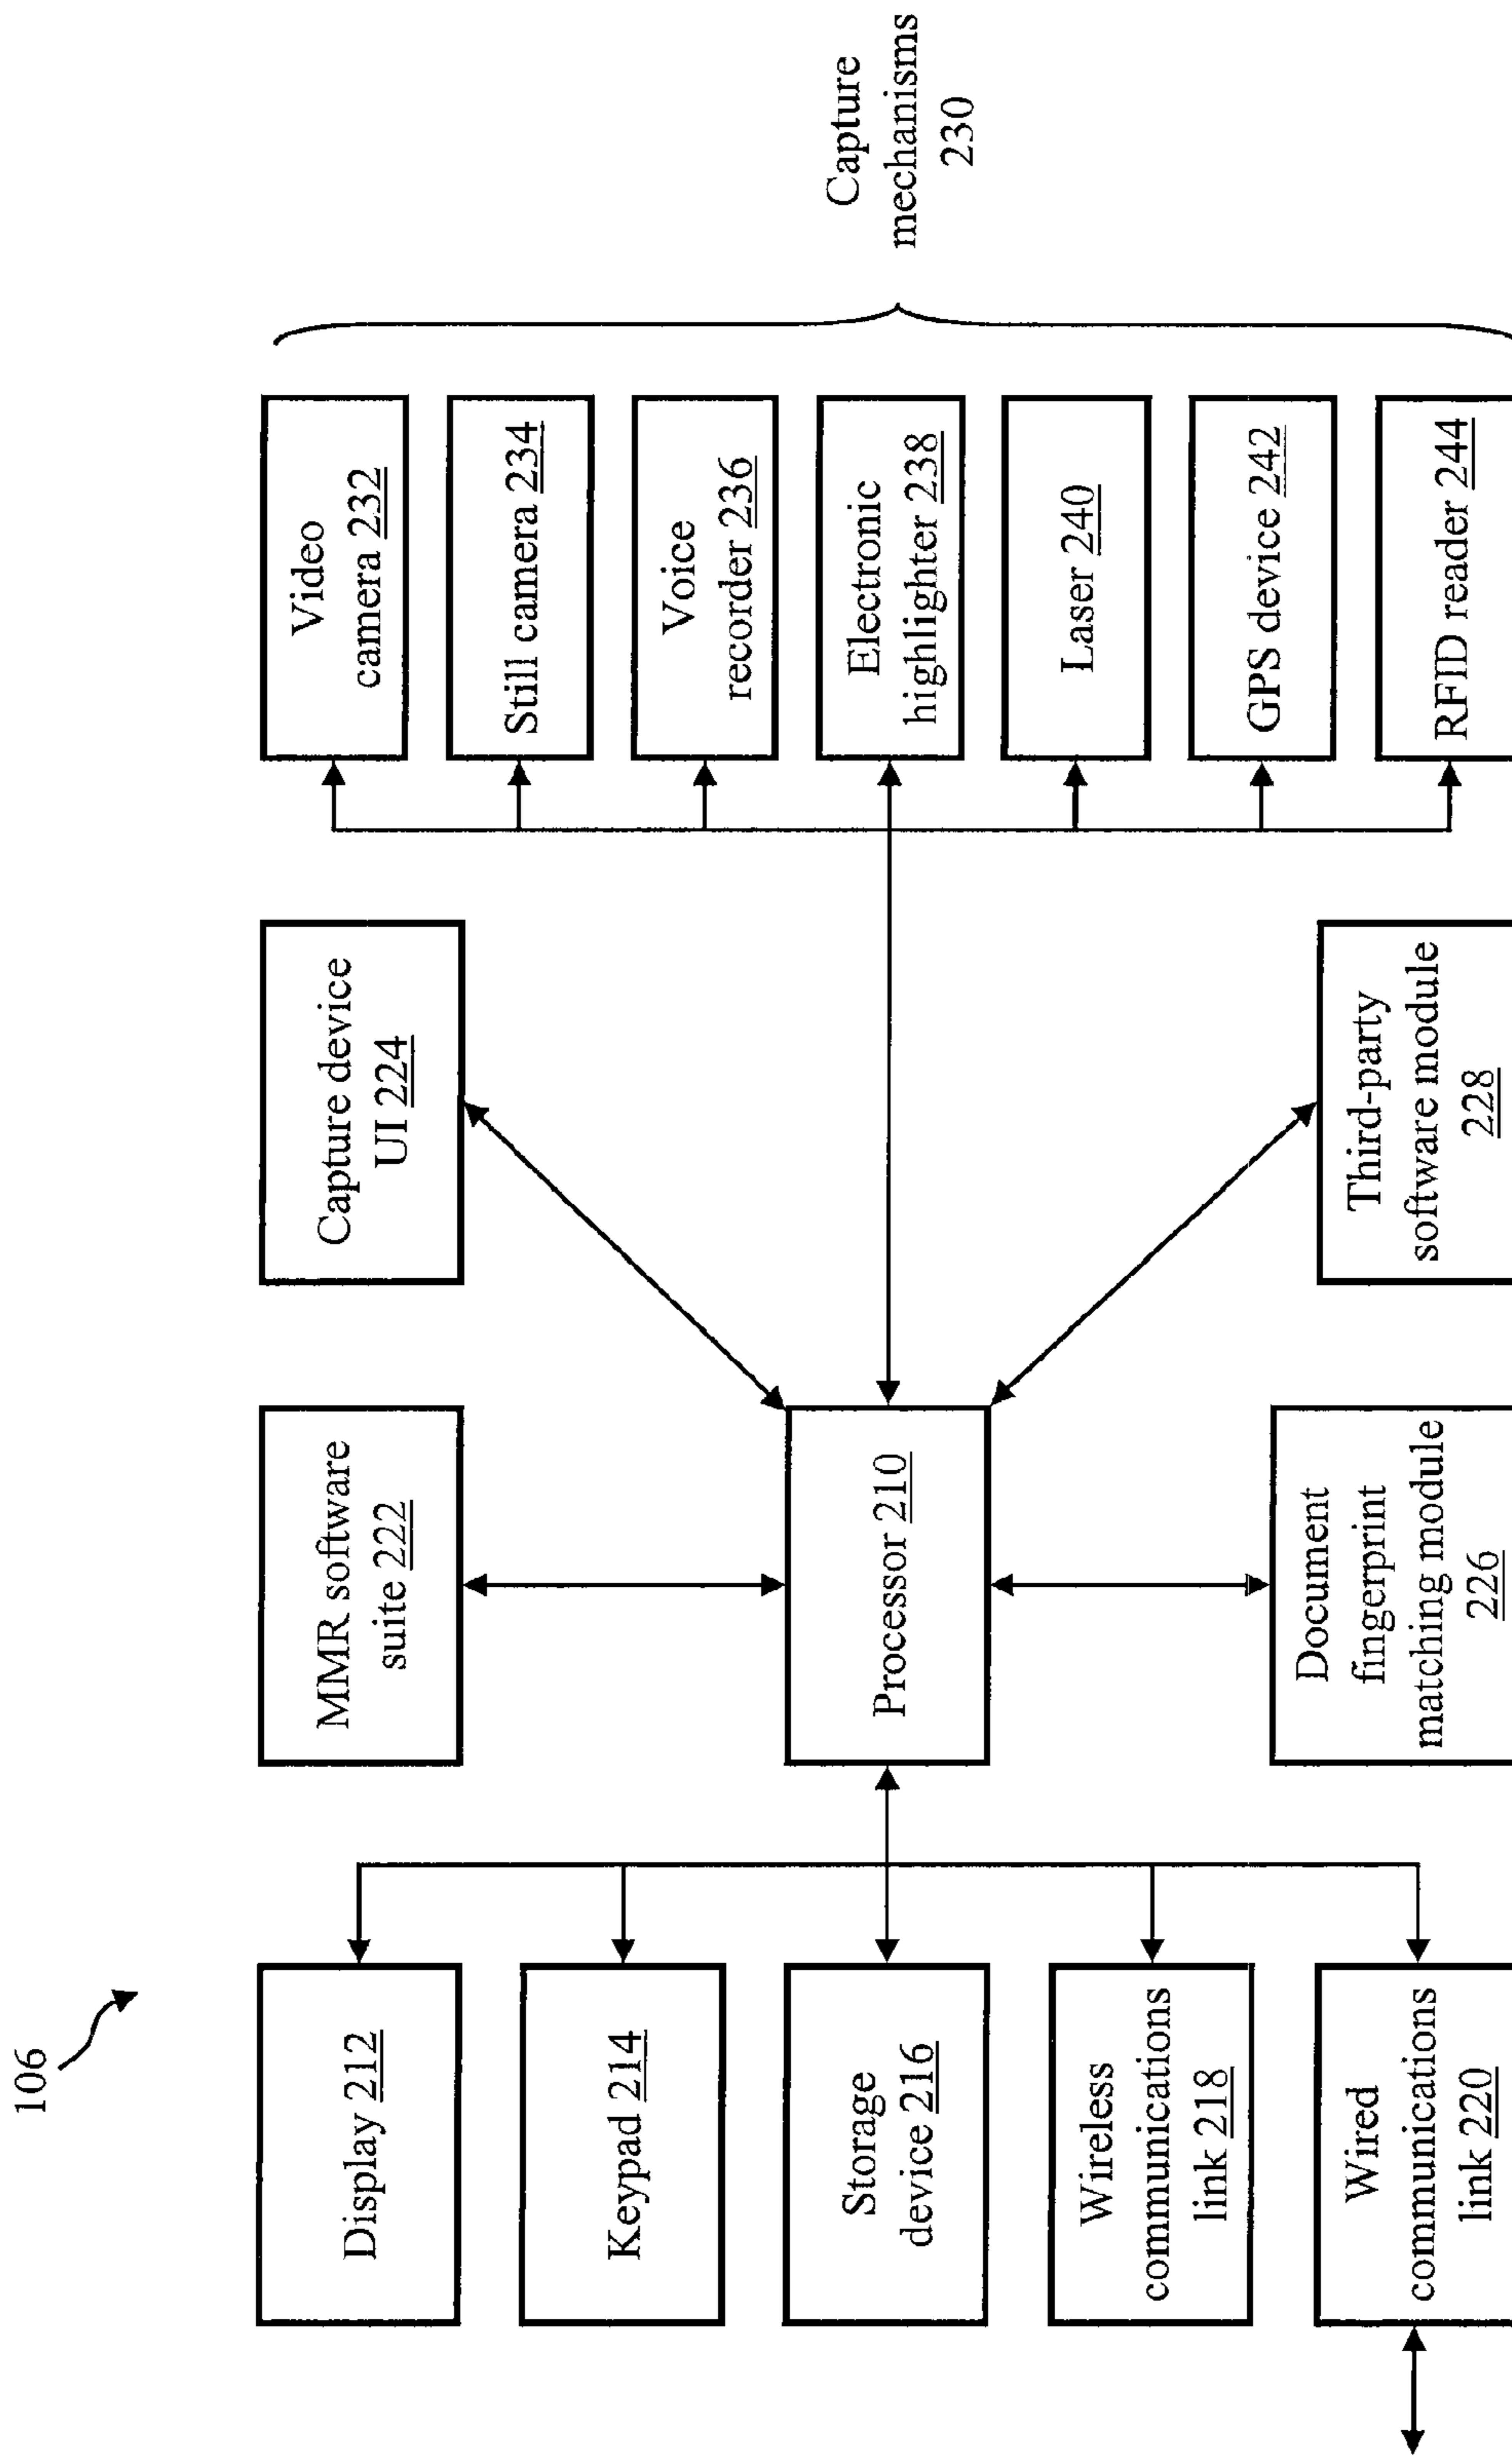 106
Display 212
Keypad 214
Storage
device 216
Wireless
communications
link 218
Wired
communications
link 220
MMR software
suite 222
Processor 210
Document
fingerprint
matching module
226
Capture device
UI 224
Third-party
software module
228
Video
camera 232
Still camera 234
Voice
recorder 236
Electronic
highlighter 238
Laser 240
GPS device 242
RFID reader 244
Capture
mechanisms
230